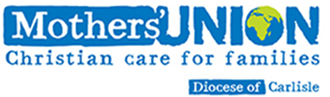 Mothers' UNION
Christian care for families
Diocese of Carlisle